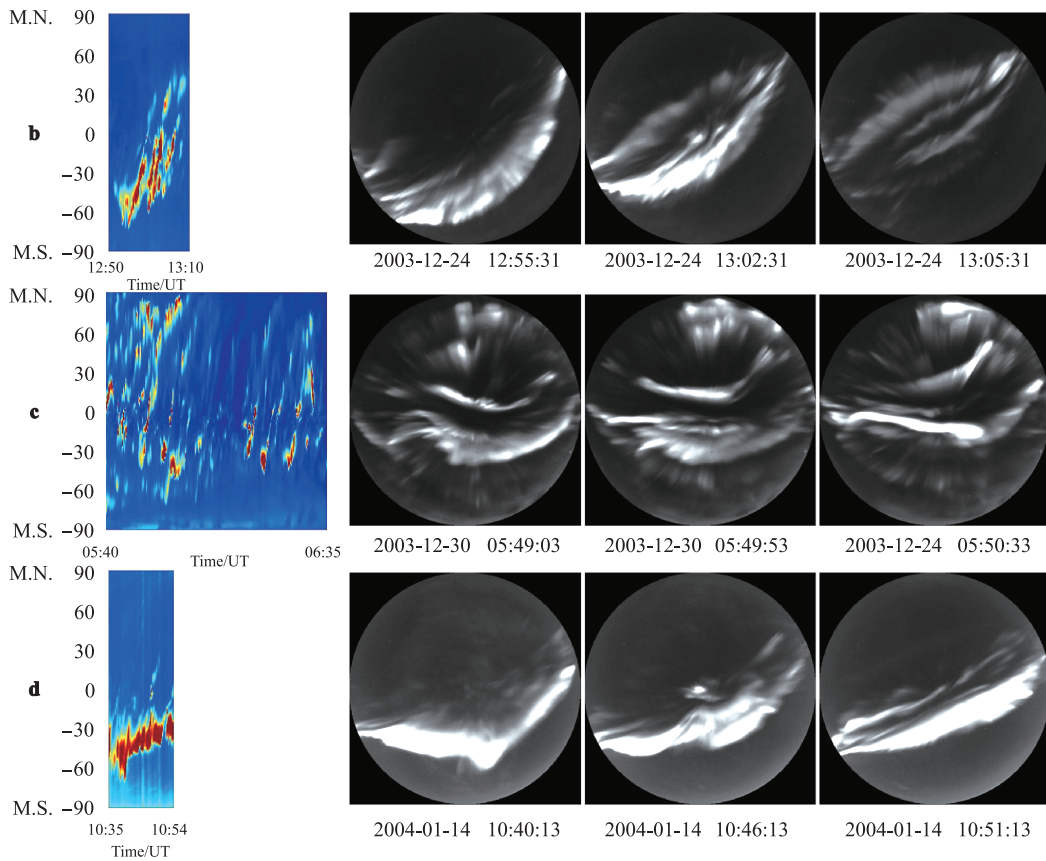 M.N. 90
60
30
b 0
−30
−60
M.S. −90
12:50 13:10
Time/UT
2003-12-24 12:55:31 2003-12-24 13:02:31 2003-12-24 13:05:31
M.N. 90
60
30
c 0
−30
−60
M.S. −90
05:40 Time/UT 06:35
2003-12-30 05:49:03 2003-12-30 05:49:53 2003-12-24 05:50:33
M.N. 90
60
30
d 0
−30
−60
M.S. −90
10:35 10:54
Time/UT
2004-01-14 10:40:13 2004-01-14 10:46:13 2004-01-14 10:51:13